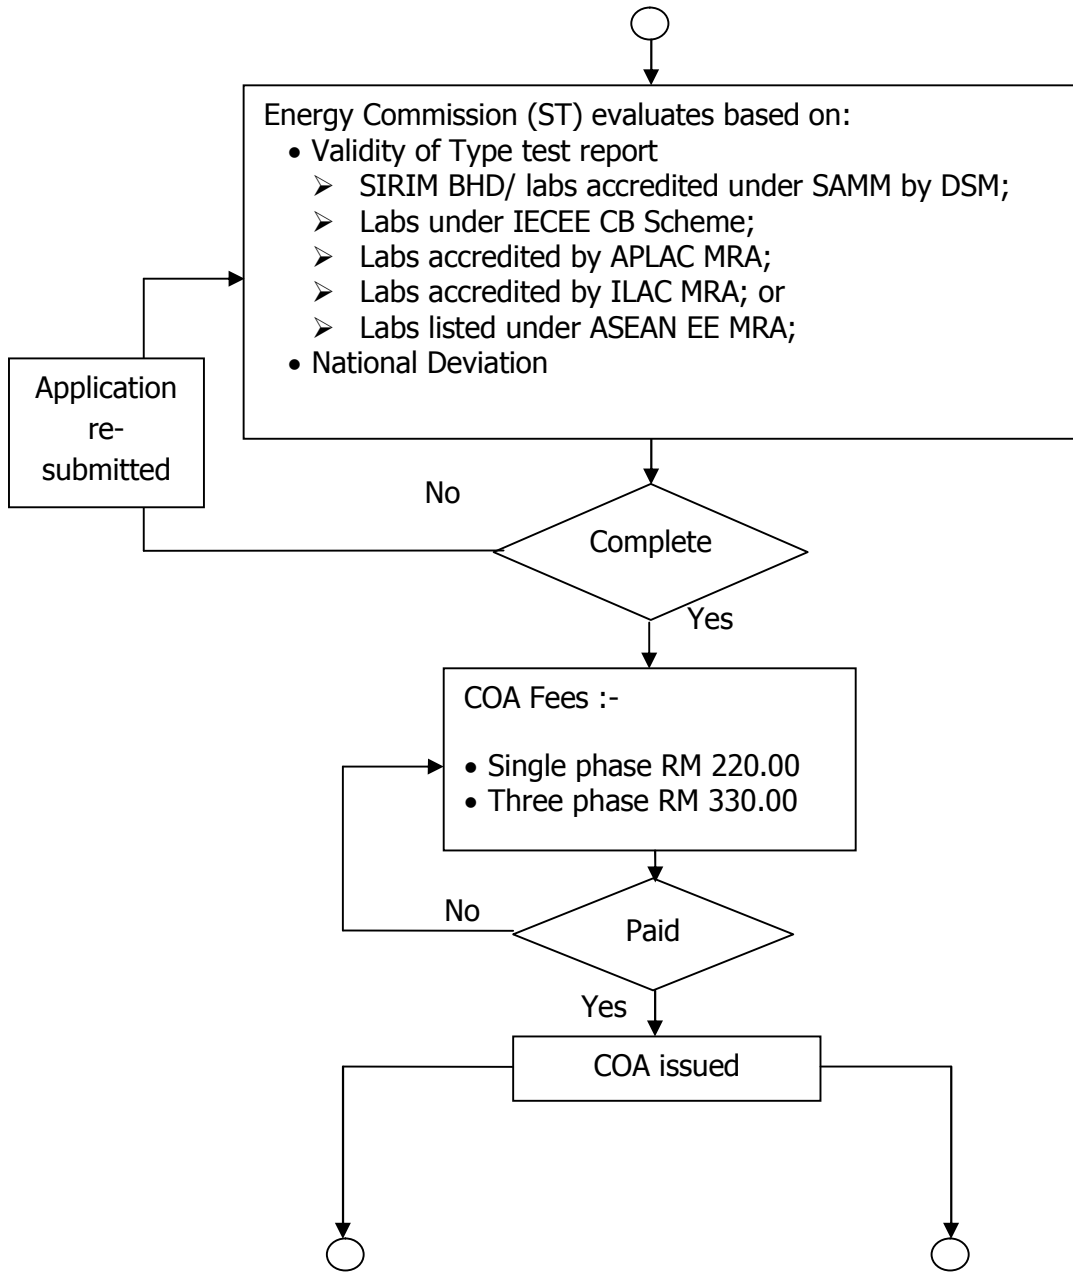 Energy Commission (ST) evaluates based on:
• Validity of Type test report
➢ SIRIM BHD/ labs accredited under SAMM by DSM;
➢ Labs under IECEE CB Scheme;
➢ Labs accredited by APLAC MRA;
➢ Labs accredited by ILAC MRA; or
➢ Labs listed under ASEAN EE MRA;
• National Deviation
Application
re-
submitted
No
Complete
Yes
COA Fees :-
• Single phase RM 220.00
• Three phase RM 330.00
No
Paid
Yes
COA issued